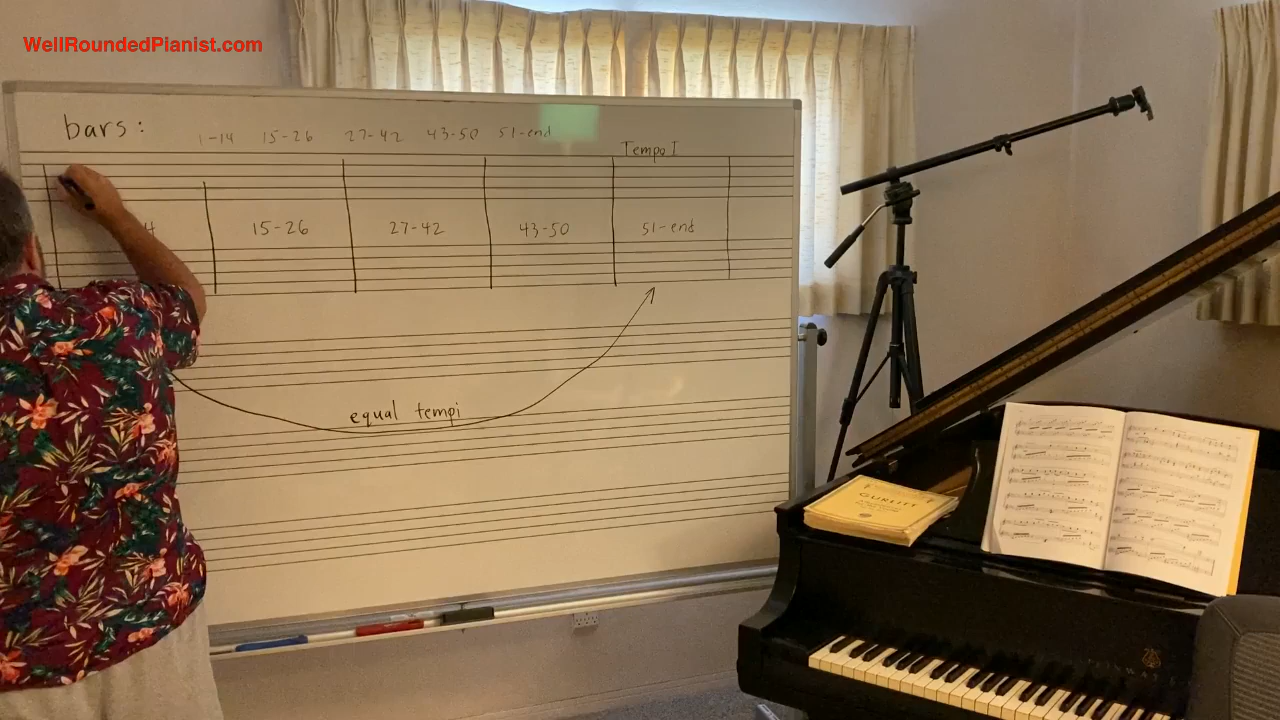 WellRoundedPianist.com
bars: 1-14 15-26 27-42 43-50 51-end
Tempo I
4 15-26 27-42 43-50 51-end
equal tempi
GURLITT